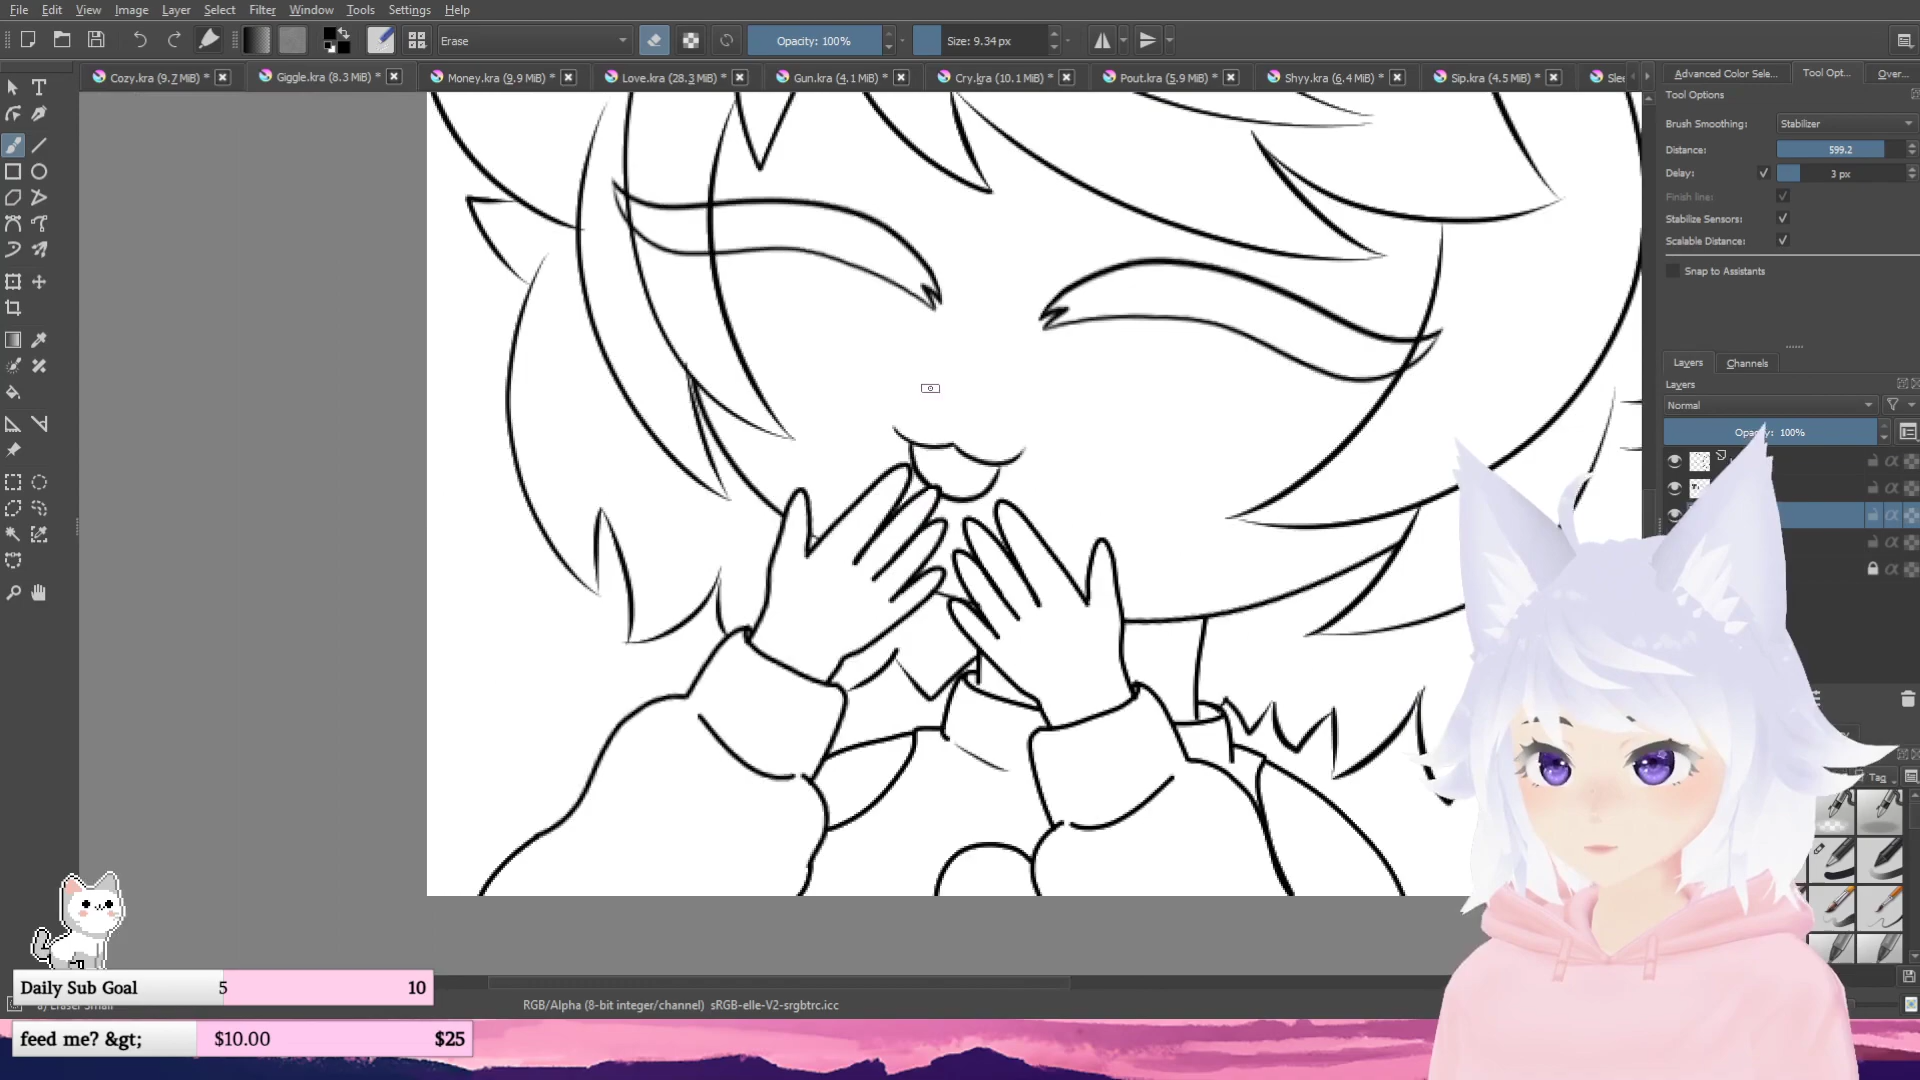 File Edit View Image Layer Select Filter Window Tools Settings Help
Erase Opacity: 100% Size: 9.34 px
Cozy.kra (9.7 MiB) * Giggle.kra (8.3 MiB) * Money.kra (9.9 MiB) * Love.kra (28.3 MiB) * Gun.kra (4.1 MiB) * Cry.kra (10.1 MiB) * Pout.kra (5.9 MiB) * Shyy.kra (6.4 MiB) * Sip.kra (4.5 MiB) * Slee
Advanced Color Sele... Tool Opt... Over...
Tool Options
Brush Smoothing: Stabilizer
Distance: 599.2
Delay: 3 px
Finish line:
Stabilize Sensors:
Scalable Distance:
Snap to Assistants
Layers Channels
Layers
Normal
Opacity: 100%
Tag
Daily Sub Goal 5 10
RGB/Alpha (8-bit integer/channel) sRGB-elle-V2-srgbtrc.icc
feed me? &gt; $10.00 $25